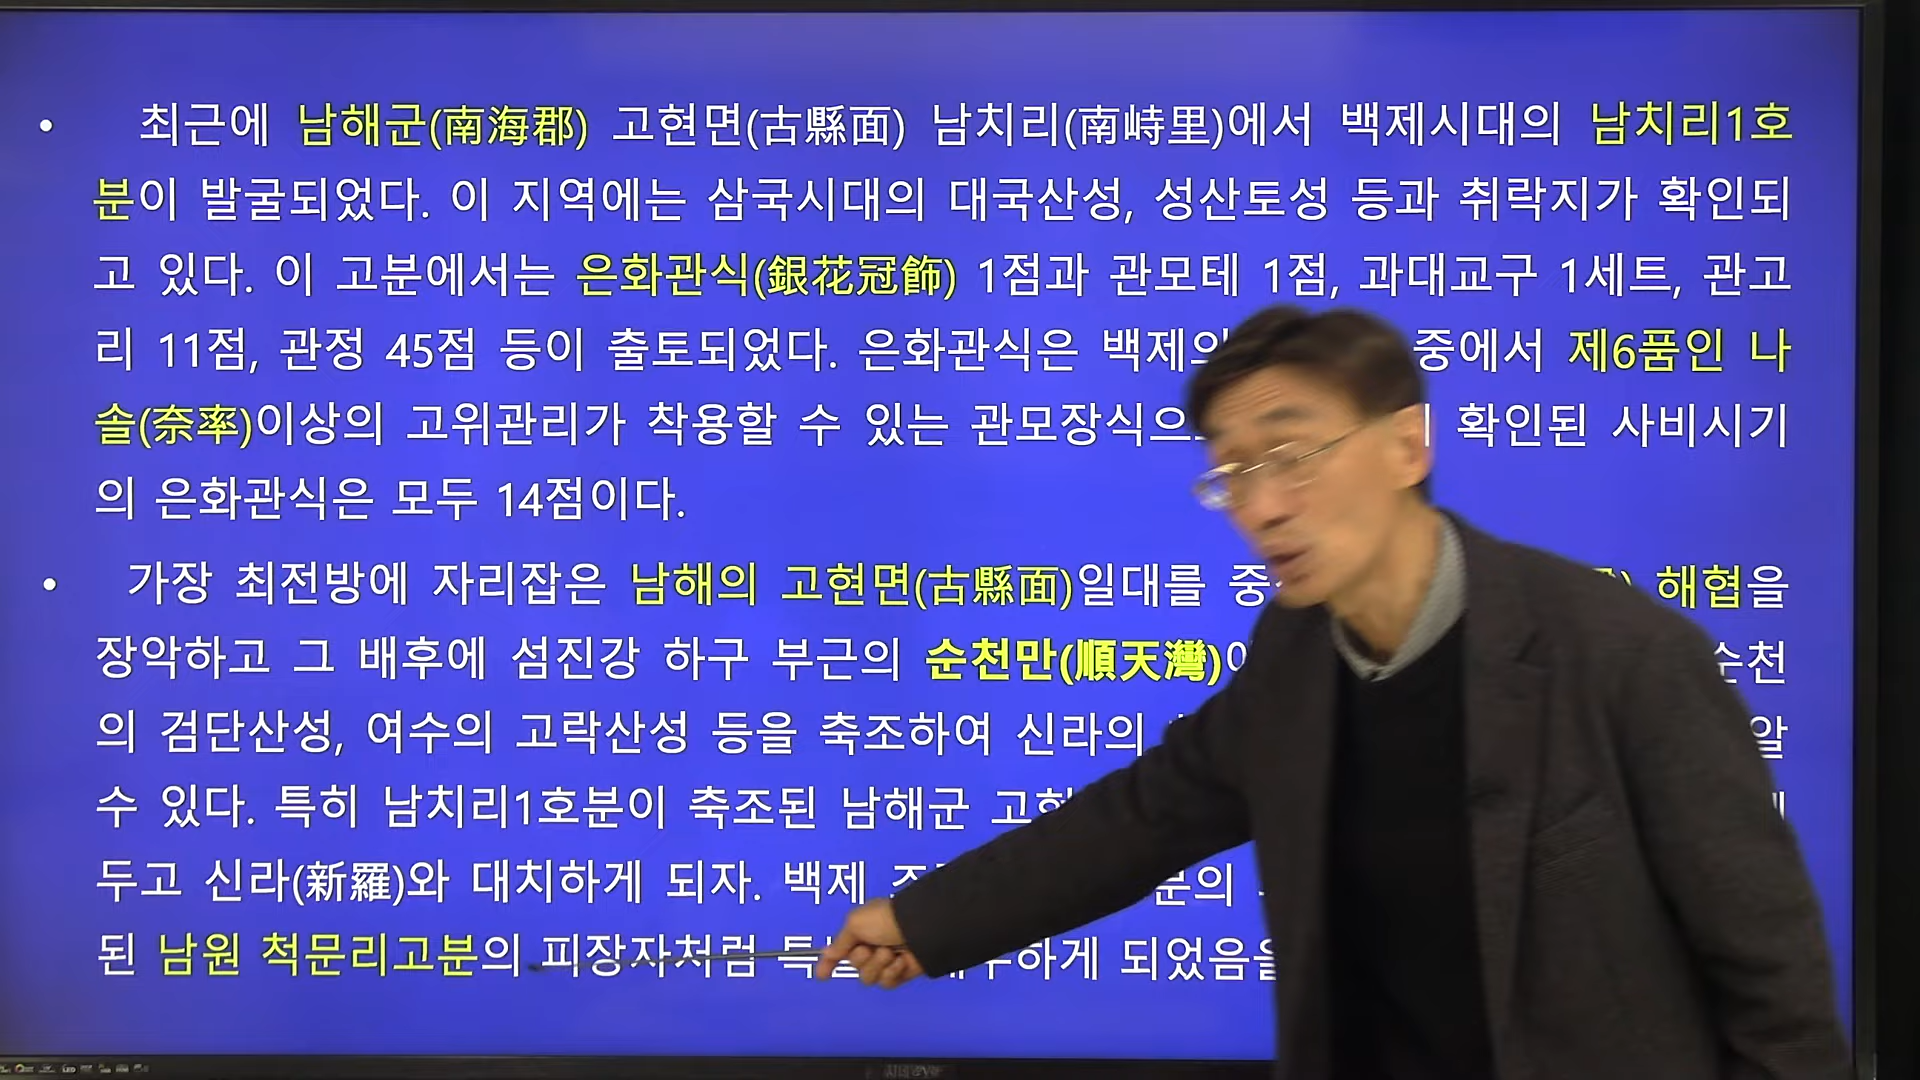 • 최근에 남해군(南海郡) 고현면(古縣面) 남치리(南峙里)에서 백제시대의 남치리1호
분이 발굴되었다. 이 지역에는 삼국시대의 대국산성, 성산토성 등과 취락지가 확인되
고 있다. 이 고분에서는 은화관식(銀花冠飾) 1점과 관모테 1점, 과대교구 1세트, 관고
리 11점, 관정 45점 등이 출토되었다. 은화관식은 중에서 제6품인 나
솔(奈率)이상의 고위관리가 착용할 수 있는 확인된 사비시기
의 은화관식은 모두 14점이다.
• 가장 최전방에 자리잡은 남해의 고현면(古縣面)일대를 해협을
장악하고 그 배후에 섬진강 하구 부근의 순천만(順天灣) 순천
의 검단산성, 여수의 고락산성 등을 축조하여 신라의 알
수 있다. 특히 남치리1호분이 축조된 남해군
두고 신라(新羅)와 대치하게 되자. 백제
된 남원 척문리고분의 피장자처럼